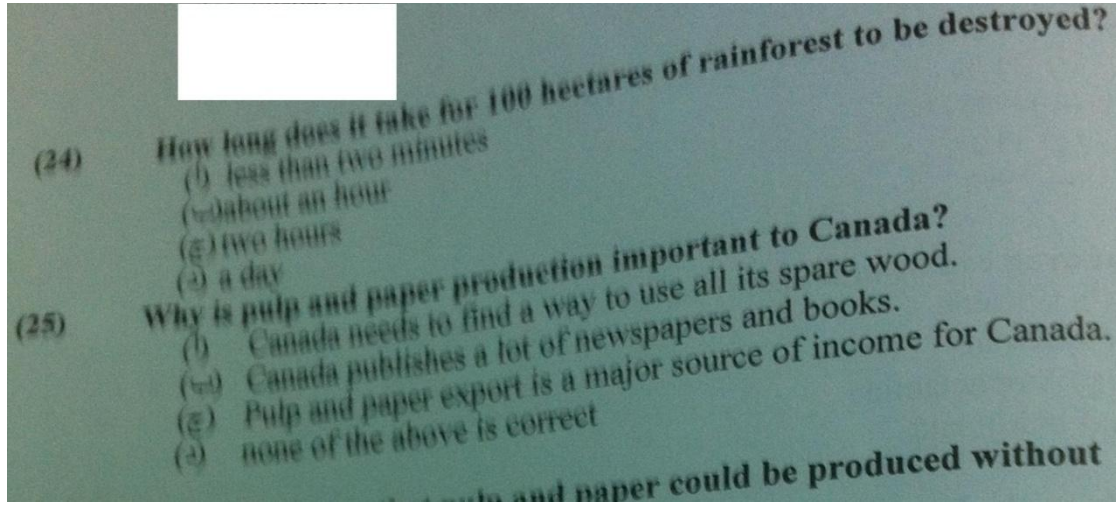 (24) How long does it take for 100 hectares of rainforest to be destroyed?
(ا) less than two minutes
(ب) about an hour
(ج) two hours
(د) a day
(25) Why is pulp and paper production important to Canada?
(ا) Canada needs to find a way to use all its spare wood.
(ب) Canada publishes a lot of newspapers and books.
(ج) Pulp and paper export is a major source of income for Canada.
(د) none of the above is correct
pulp and paper could be produced without